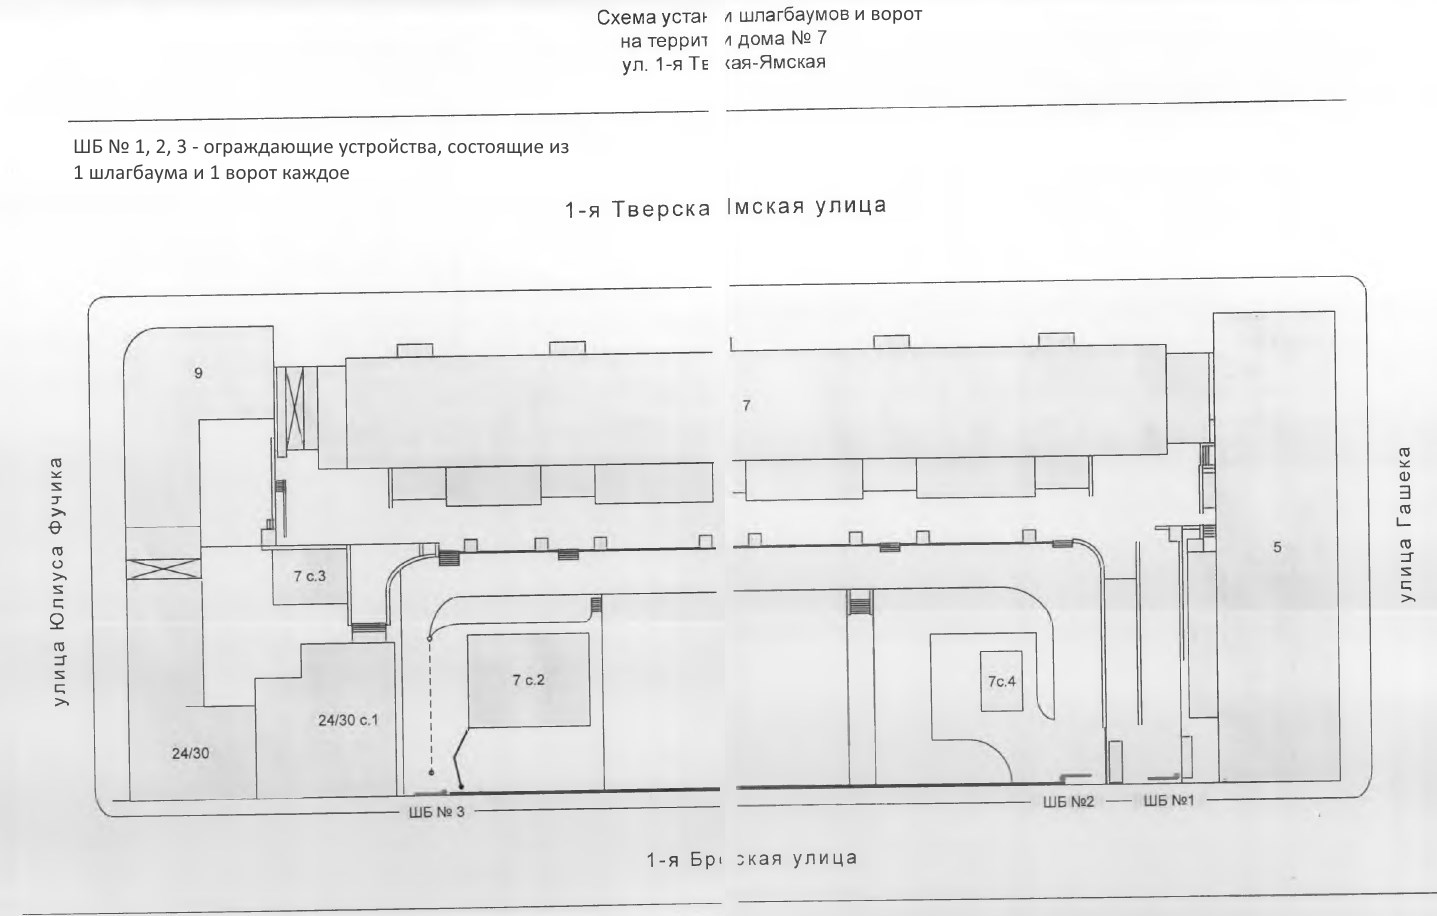 Схема устан и шлагбаумов и ворот
на террит и дома № 7
ул. 1-я Тв кая-Ямская
ШБ № 1, 2, 3 - ограждающие устройства, состоящие из
1 шлагбаума и 1 ворот каждое
1-я Тверска Ямская улица
9
7
улица Юлиуса Фучика
улица Гашека
7 с.3
5
7 с.2
7с.4
24/30 с.1
24/30
ШБ № 3
ШБ №2
ШБ №1
1-я Бр ская улица